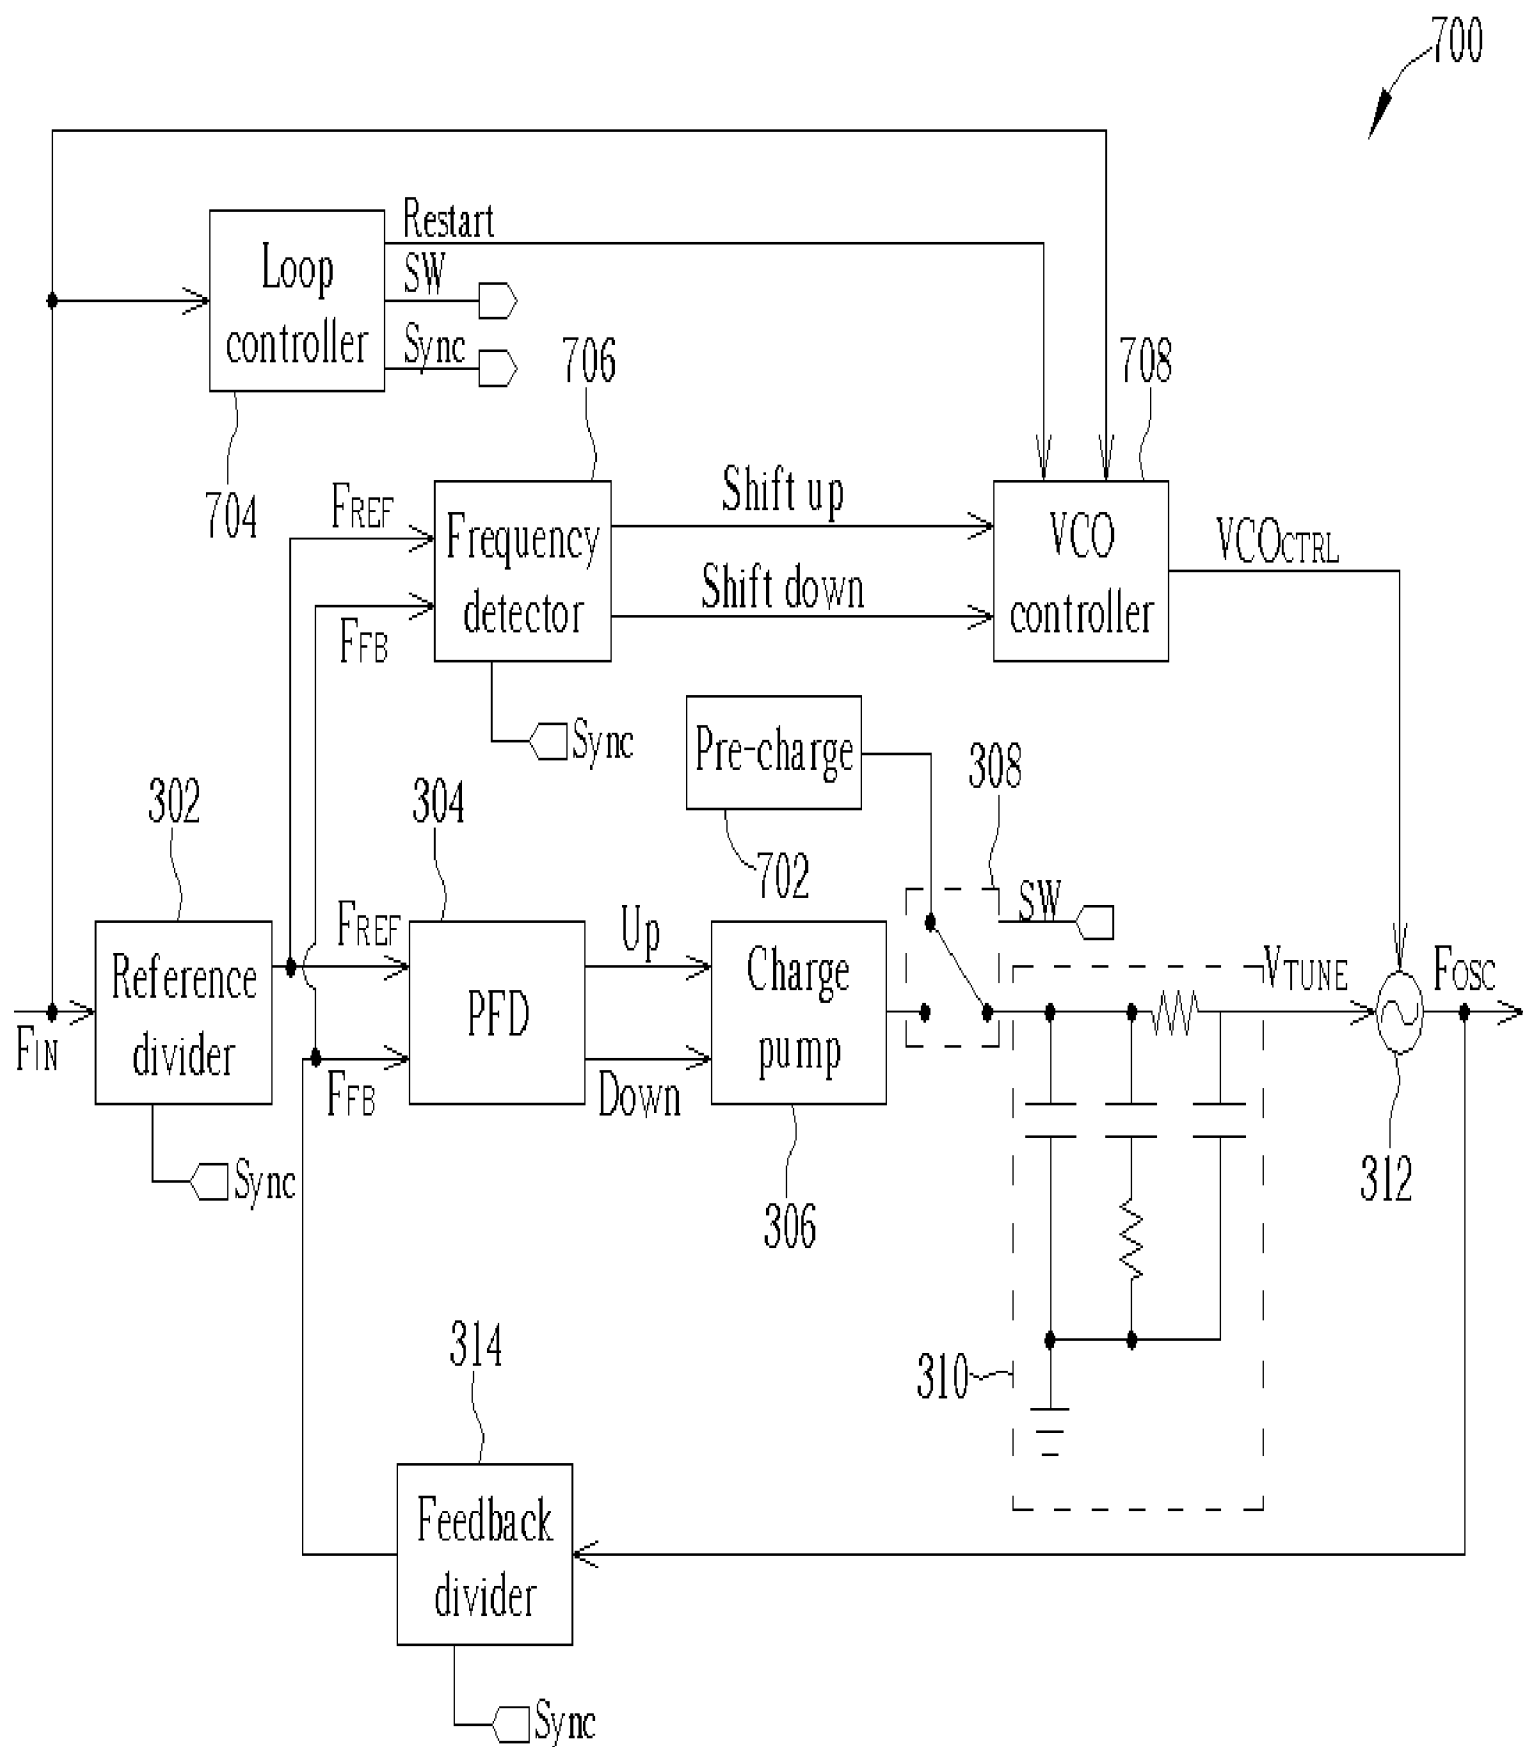 700
Restart
SW
Sync
Loop
controller
704
706
708
FREF
Frequency
detector
FFB
Shift up
Shift down
VCO
controller
VCOCTRL
Sync
Pre-charge
702
308
SW
302
304
Reference
divider
FIN
FREF
FFB
PFD
Up
Down
Charge
pump
306
VTUNE
FOSC
312
Sync
310
314
Feedback
divider
Sync